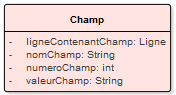 Champ
- ligneContenantChamp: Ligne
- nomChamp: String
- numeroChamp: int
- valeurChamp: String